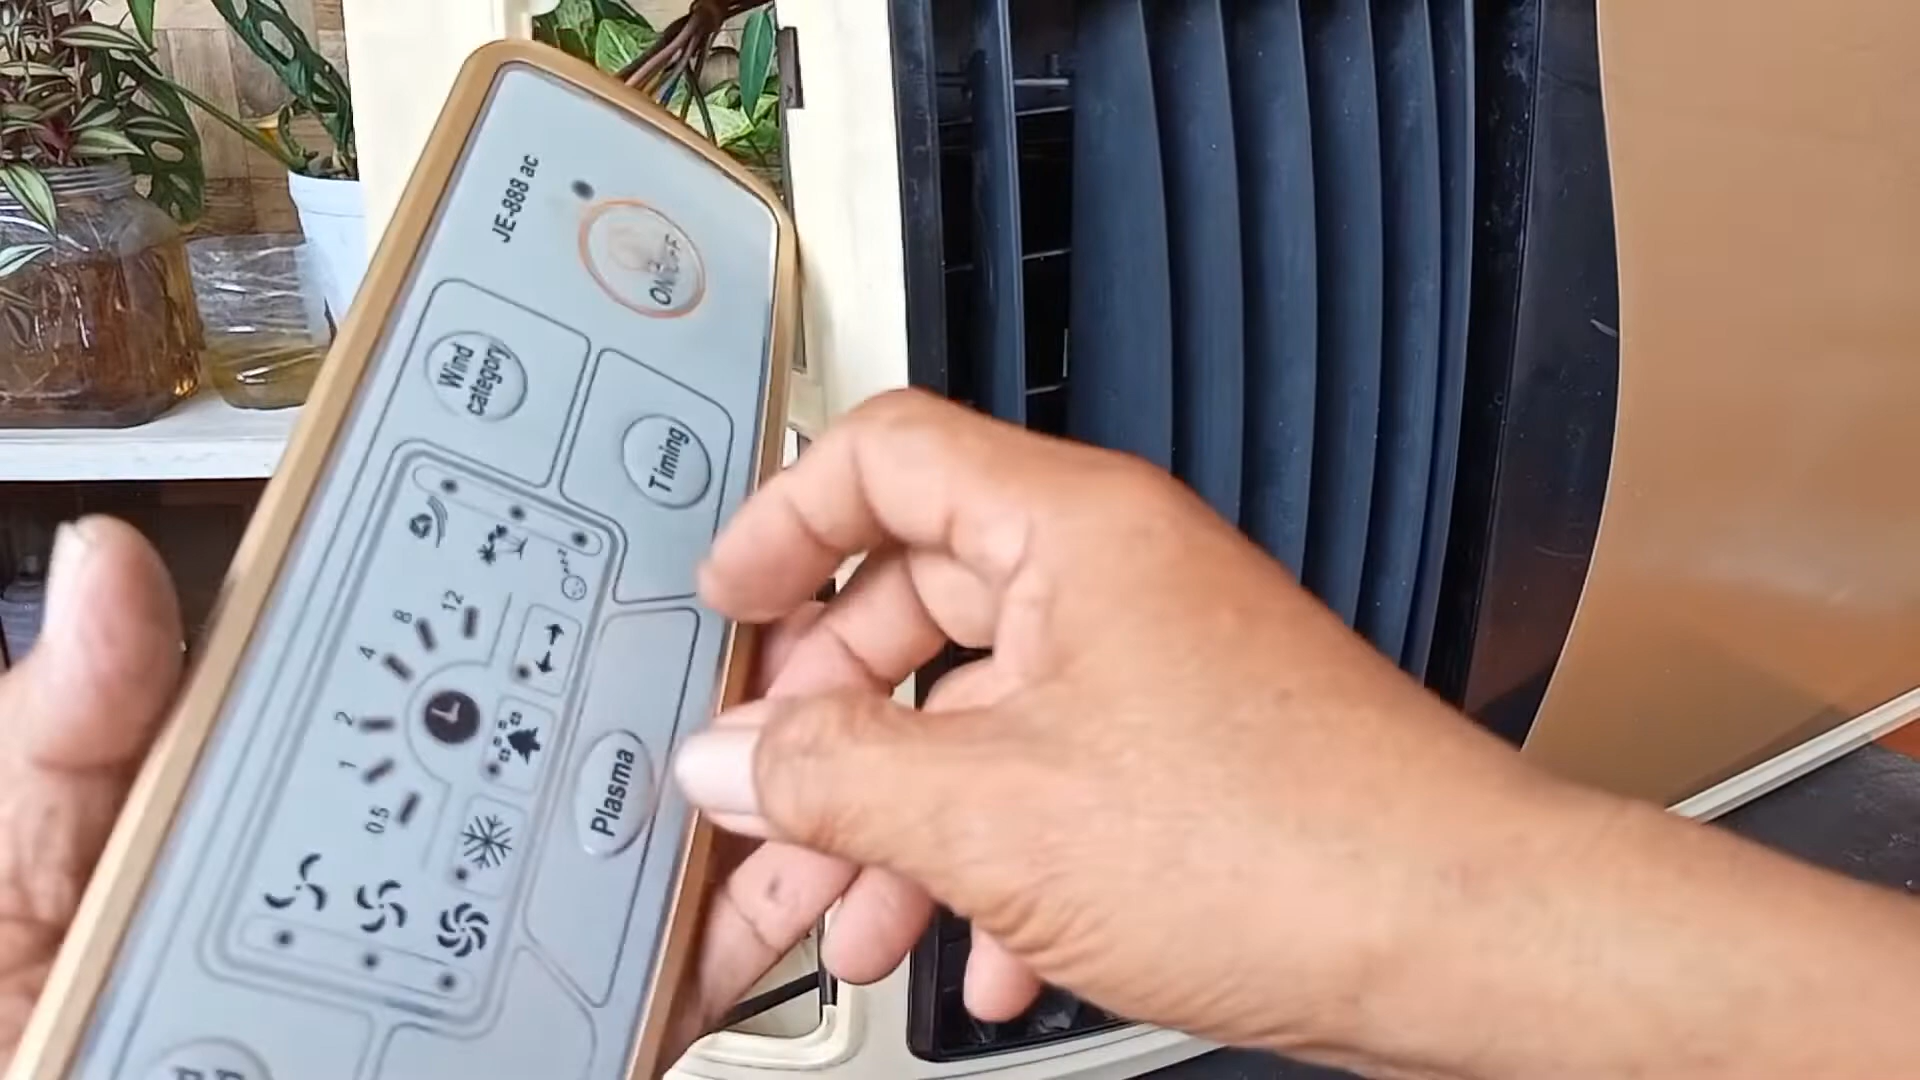 JE-888 ac
ON/OFF
Wind
category
Timing
12
8
4
2
1
0.5
Plasma